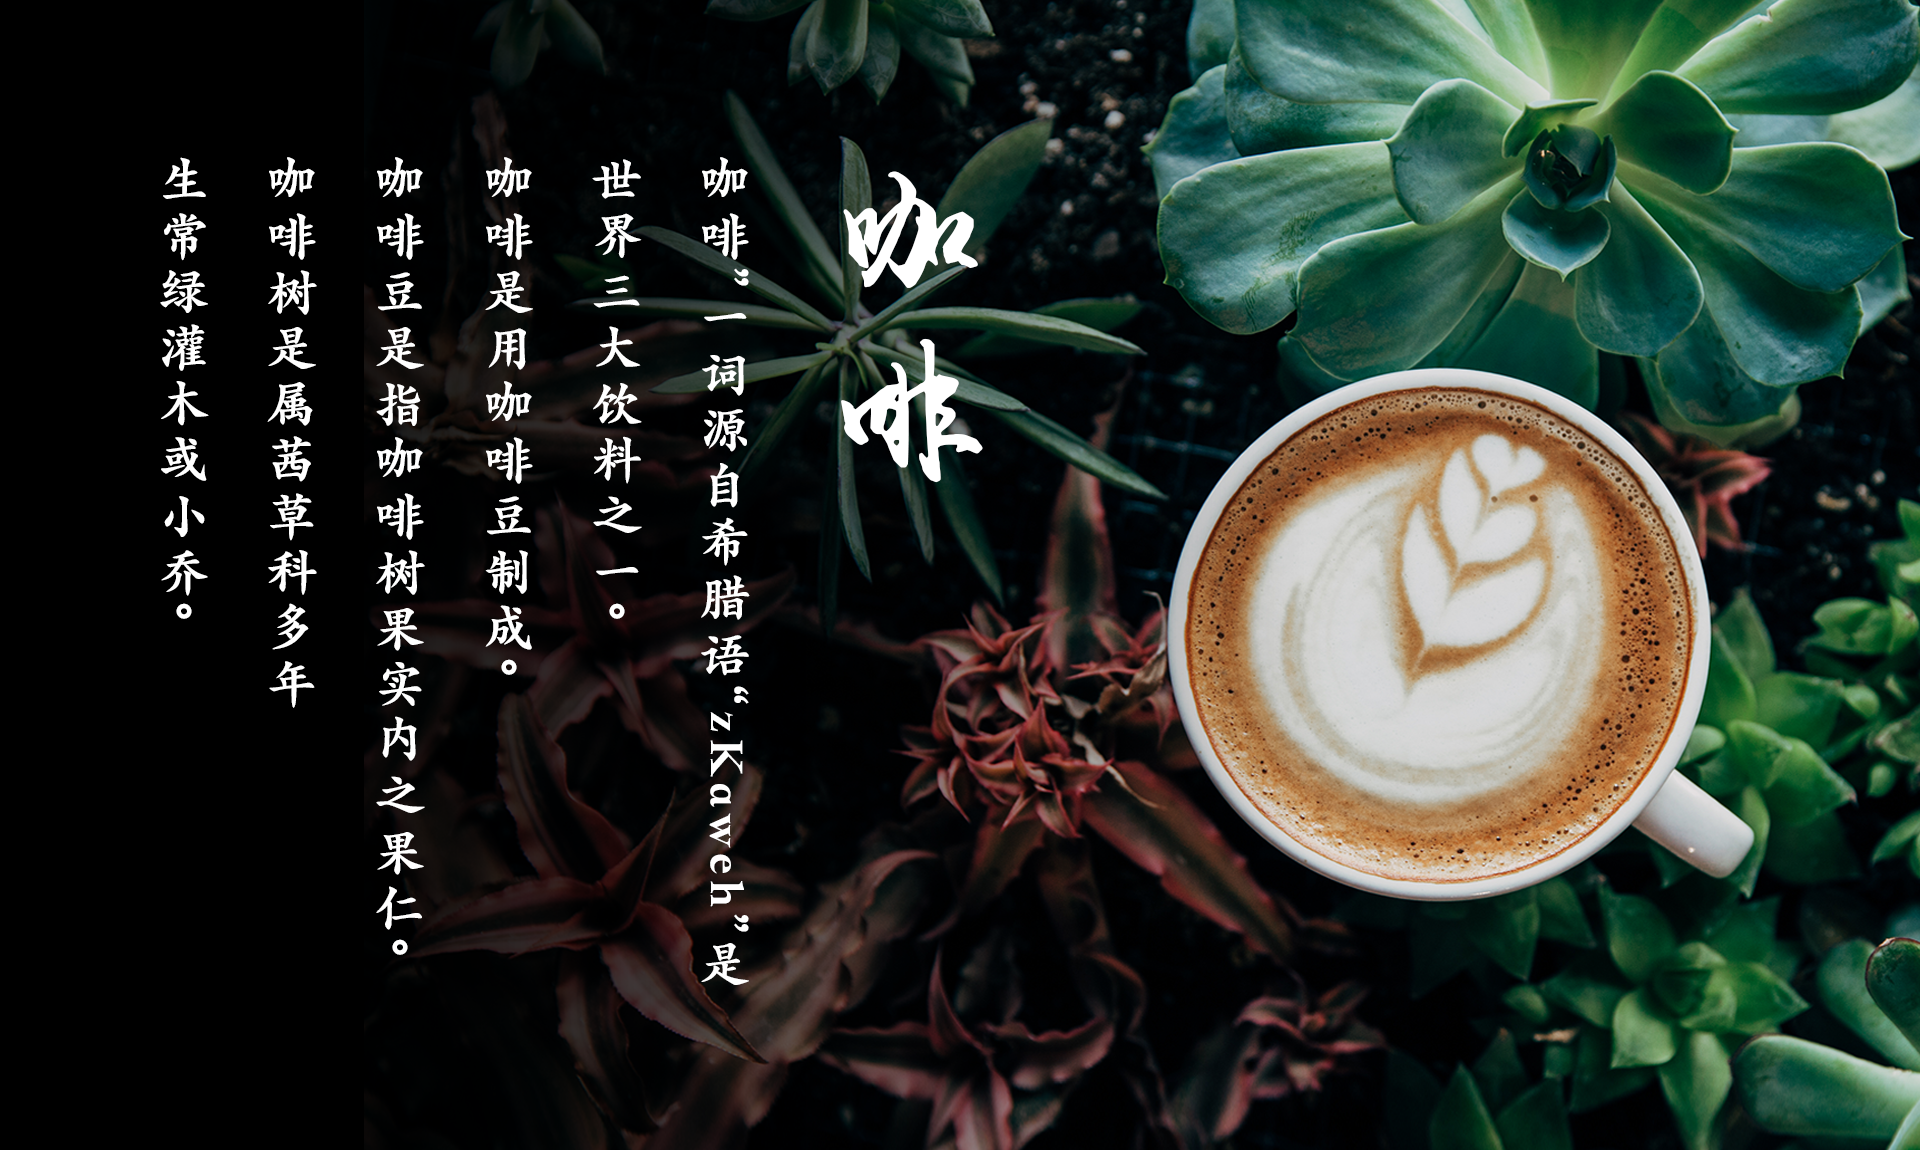 咖啡
咖啡”一词源自希腊语“zKaweh”是
世界三大饮料之一。
咖啡是用咖啡豆制成。
咖啡豆是指咖啡树果实内之果仁。
咖啡树是属茜草科多年
生常绿灌木或小乔。